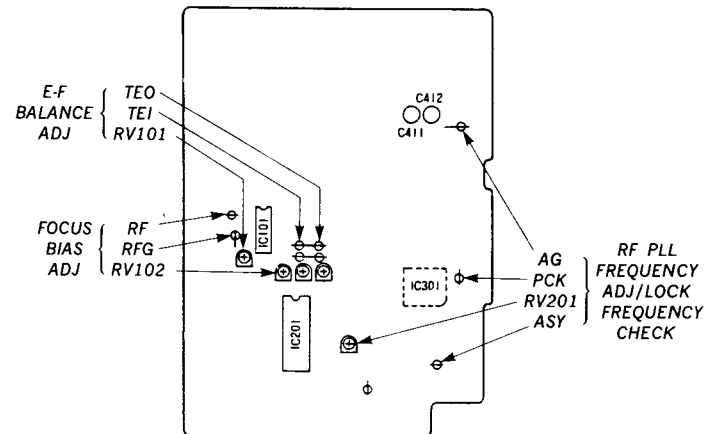 E-F BALANCE ADJ
TEO
TEI
RV101
FOCUS BIAS ADJ
RF
RFG
RV102
IC101
IC201
C412
C411
IC301
AG
PCK
RV201
ASY
RF PLL
FREQUENCY
ADJ/LOCK
FREQUENCY
CHECK